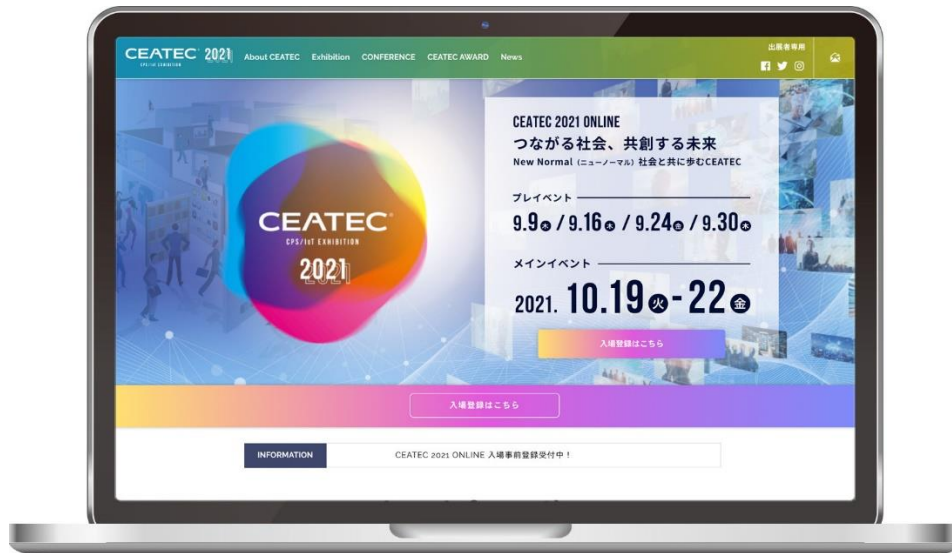 CEATEC 2021
CPS/IoT EXHIBITION
About CEATEC Exhibition CONFERENCE CEATEC AWARD News
出展者専用
CEATEC
CPS/IoT EXHIBITION
2021
CEATEC 2021 ONLINE
つながる社会、共創する未来
New Normal (ニューノーマル) 社会と共に歩むCEATEC
プレイベント
9.9木 / 9.16木 / 9.24金 / 9.30木
メインイベント
2021. 10.19火 - 22金
入場登録はこちら
入場登録はこちら
INFORMATION
CEATEC 2021 ONLINE 入場事前登録受付中！